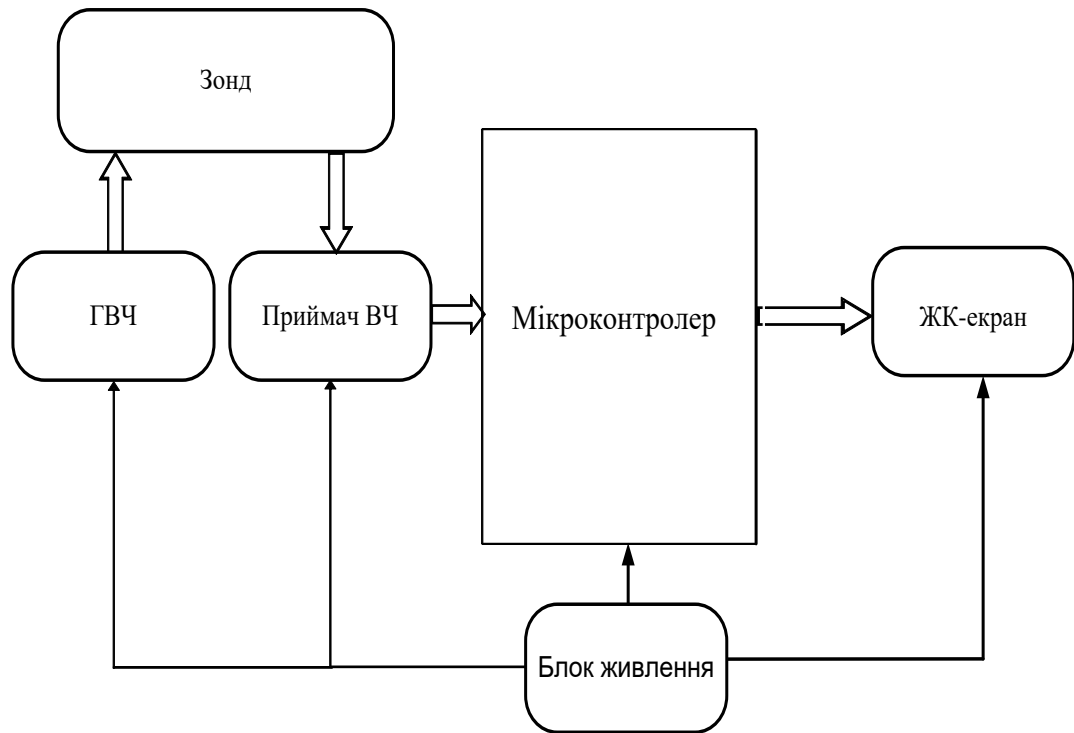 Зонд
ГВЧ
Приймач ВЧ
Мікроконтролер
ЖК-екран
Блок живлення